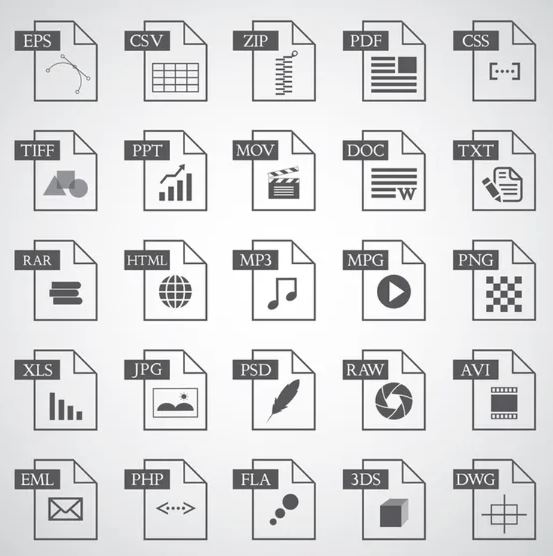 EPS
CSV
ZIP
PDF
CSS
TIFF
PPT
MOV
DOC
W
TXT
RAR
HTML
MP3
MPG
PNG
XLS
JPG
PSD
RAW
AVI
EML
PHP
FLA
3DS
DWG